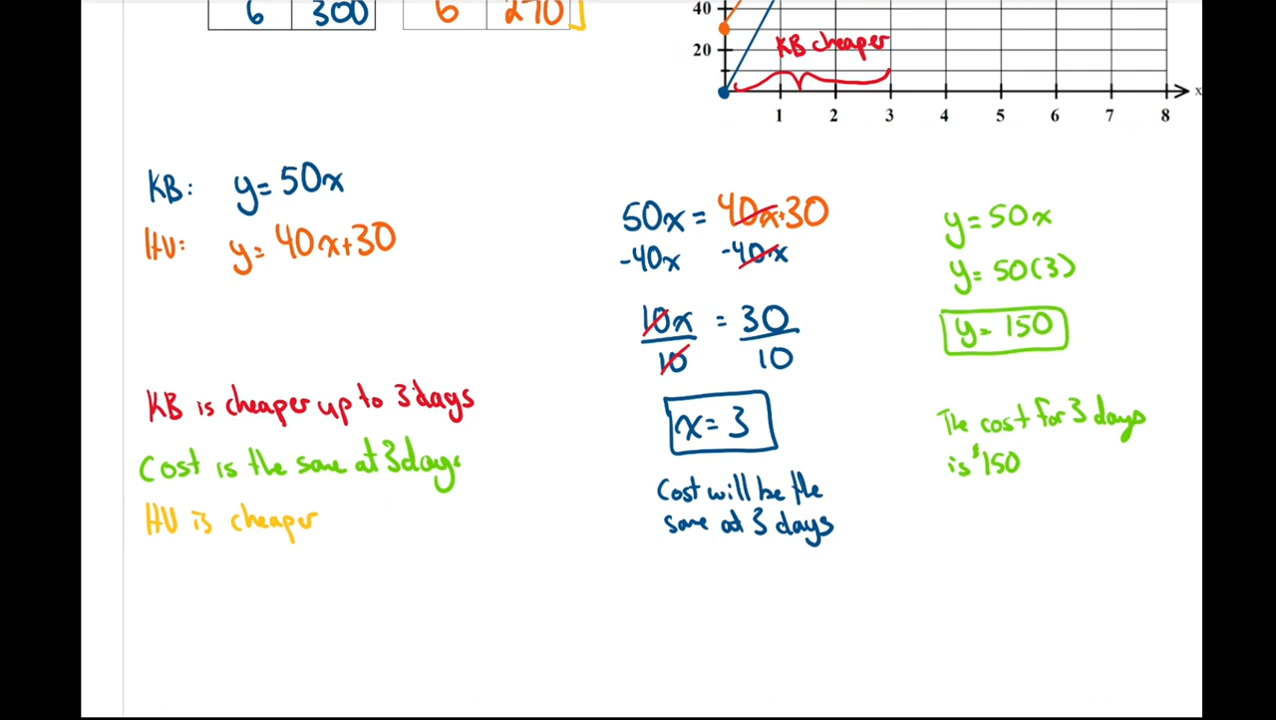 6 300 6 270
40
20
KB cheaper
x
1 2 3 4 5 6 7 8
KB: y=50x
HV: y=40x+30
50x = 40x+30
-40x -40x
10x = 30
10 10
x=3
Cost will be the
same at 3 days
y=50x
y=50(3)
y=150
The cost for 3 days
is $150
KB is cheaper up to 3 days
Cost is the same at 3 days
HV is cheaper